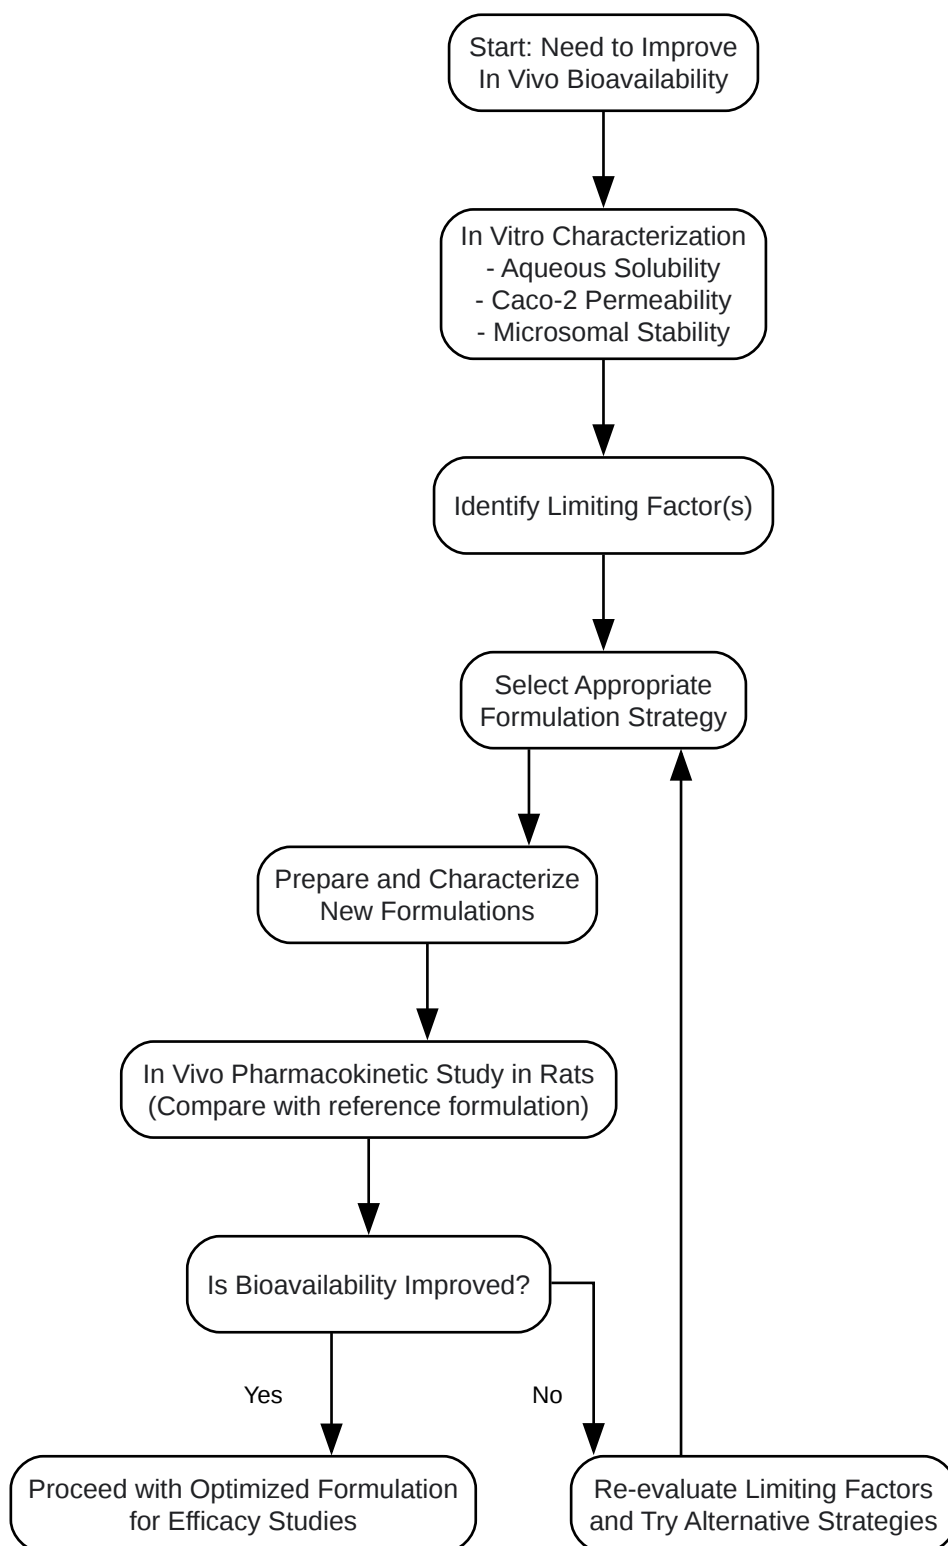 Start: Need to Improve
In Vivo Bioavailability
In Vitro Characterization
- Aqueous Solubility
- Caco-2 Permeability
- Microsomal Stability
Identify Limiting Factor(s)
Select Appropriate
Formulation Strategy
Prepare and Characterize
New Formulations
In Vivo Pharmacokinetic Study in Rats
(Compare with reference formulation)
Is Bioavailability Improved?
Yes
No
Proceed with Optimized Formulation
for Efficacy Studies
Re-evaluate Limiting Factors
and Try Alternative Strategies